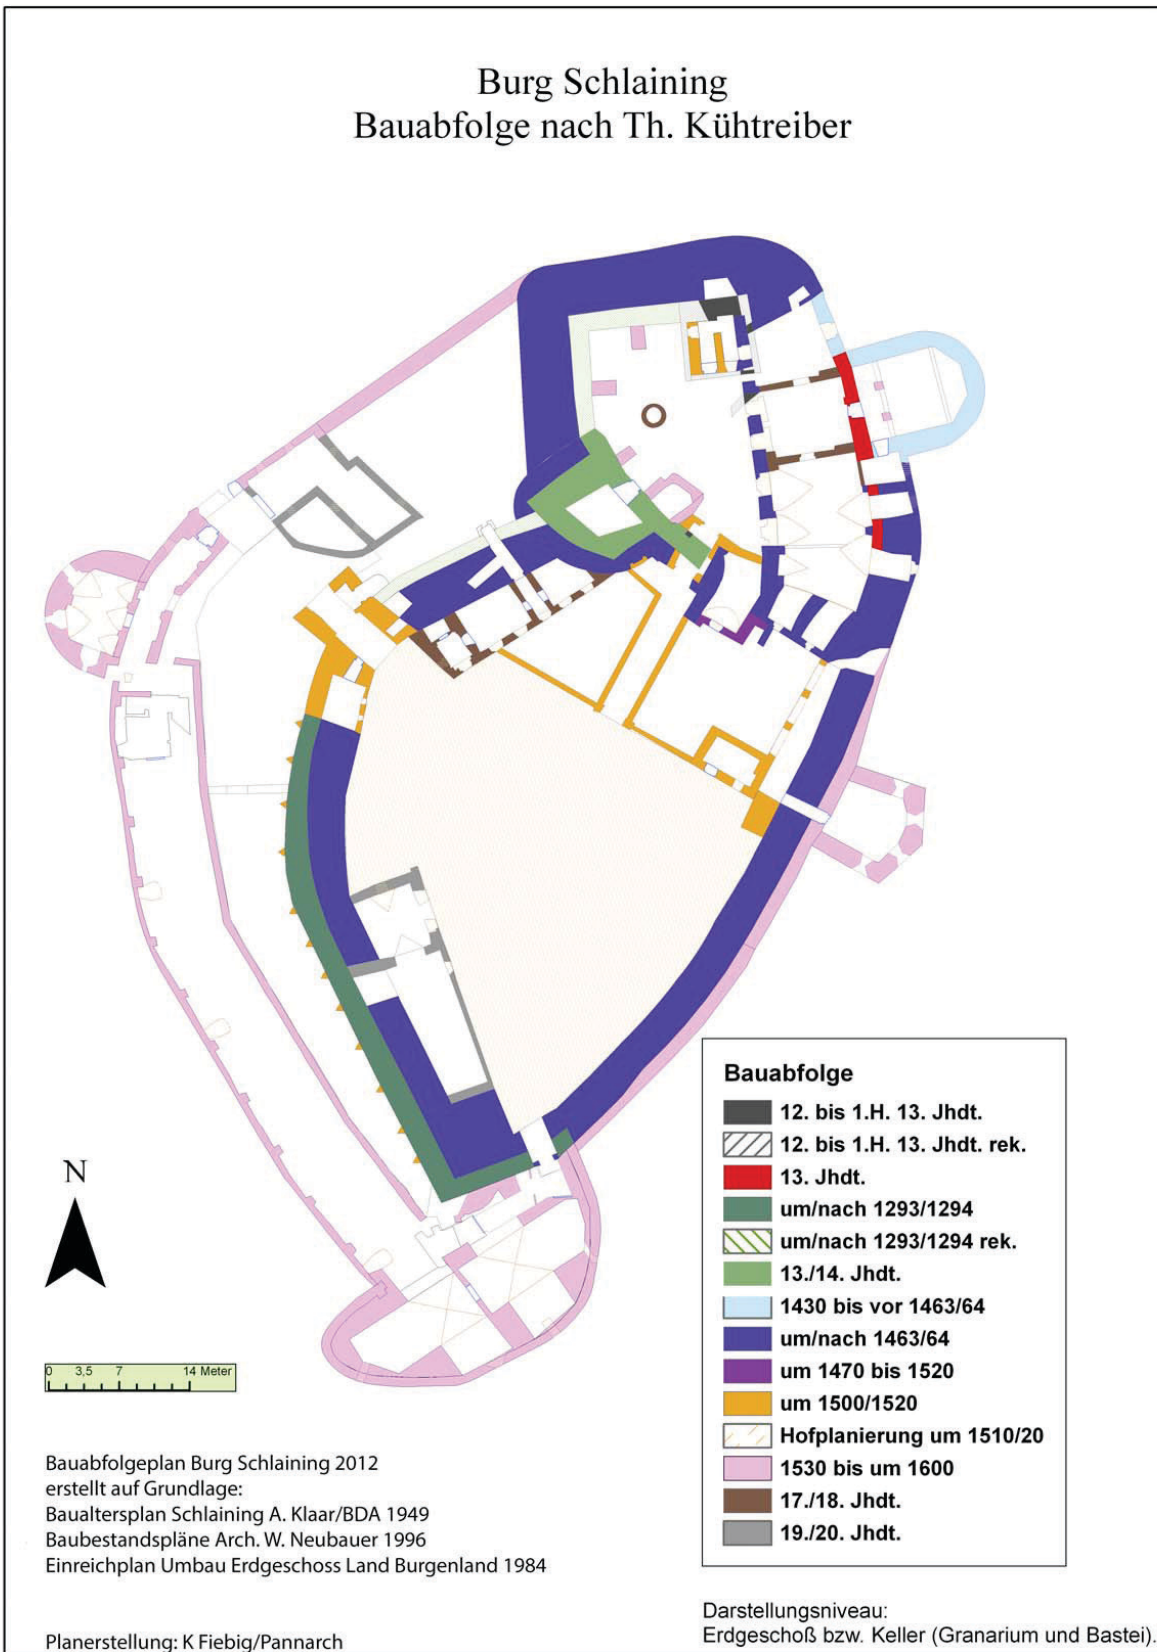 Burg Schlaining
Bauabfolge nach Th. Kühtreiber
Bauabfolge
12. bis 1.H. 13. Jhdt.
12. bis 1.H. 13. Jhdt. rek.
13. Jhdt.
um/nach 1293/1294
um/nach 1293/1294 rek.
13./14. Jhdt.
1430 bis vor 1463/64
um/nach 1463/64
um 1470 bis 1520
um 1500/1520
Hofplanierung um 1510/20
1530 bis um 1600
17./18. Jhdt.
19./20. Jhdt.
N
0 3,5 7 14 Meter
Bauabfolgeplan Burg Schlaining 2012
erstellt auf Grundlage:
Baualtersplan Schlaining A. Klaar/BDA 1949
Baubestandspläne Arch. W. Neubauer 1996
Einreichplan Umbau Erdgeschoss Land Burgenland 1984
Planerstellung: K Fiebig/Pannarch
Darstellungsniveau:
Erdgeschoß bzw. Keller (Granarium und Bastei).